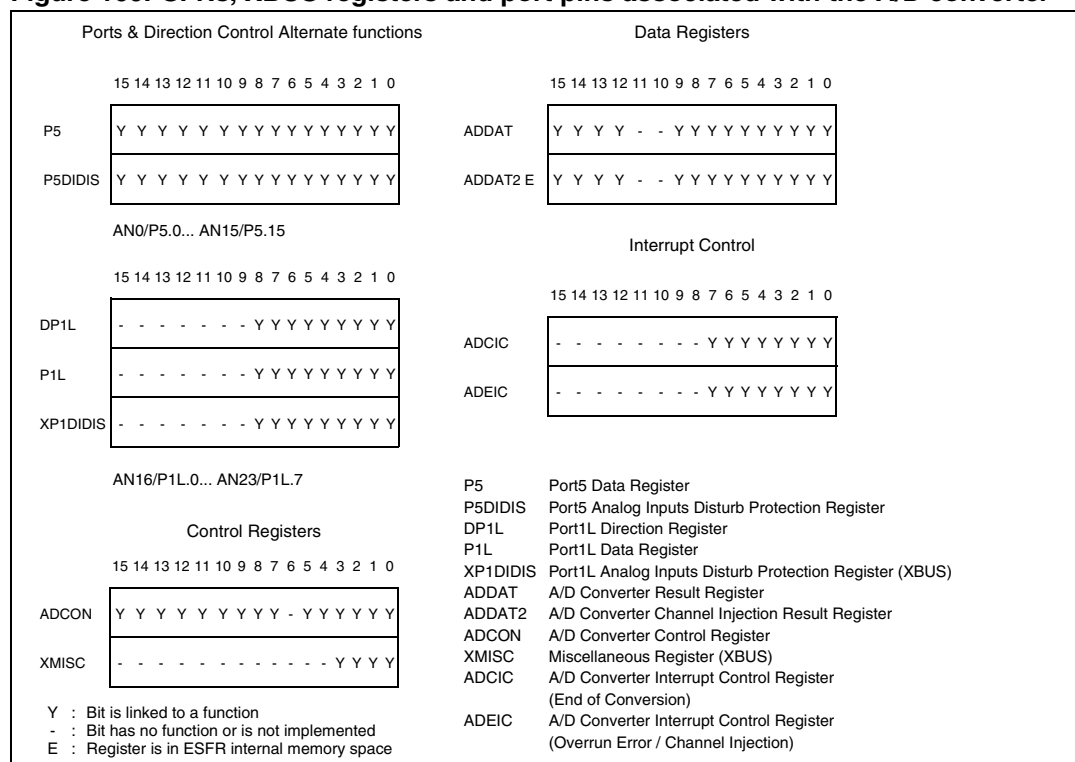 SFRs, XBUS registers and port pins associated with the A/D converter
Ports & Direction Control Alternate functions
15 14 13 12 11 10 9 8 7 6 5 4 3 2 1 0
P5 Y Y Y Y Y Y Y Y Y Y Y Y Y Y Y Y
P5DIDIS Y Y Y Y Y Y Y Y Y Y Y Y Y Y Y Y
AN0/P5.0... AN15/P5.15
15 14 13 12 11 10 9 8 7 6 5 4 3 2 1 0
DP1L - - - - - - - Y Y Y Y Y Y Y Y Y
P1L - - - - - - - Y Y Y Y Y Y Y Y Y
XP1DIDIS - - - - - - - Y Y Y Y Y Y Y Y Y
AN16/P1L.0... AN23/P1L.7
Control Registers
15 14 13 12 11 10 9 8 7 6 5 4 3 2 1 0
ADCON Y Y Y Y Y Y Y Y Y - Y Y Y Y Y Y
XMISC - - - - - - - - - - - - Y Y Y Y
Y : Bit is linked to a function
- : Bit has no function or is not implemented
E : Register is in ESFR internal memory space
Data Registers
15 14 13 12 11 10 9 8 7 6 5 4 3 2 1 0
ADDAT Y Y Y Y - - Y Y Y Y Y Y Y Y Y Y
ADDAT2 E Y Y Y Y - - Y Y Y Y Y Y Y Y Y Y
Interrupt Control
15 14 13 12 11 10 9 8 7 6 5 4 3 2 1 0
ADCIC - - - - - - - - Y Y Y Y Y Y Y Y
ADEIC - - - - - - - - Y Y Y Y Y Y Y Y
P5 Port5 Data Register
P5DIDIS Port5 Analog Inputs Disturb Protection Register
DP1L Port1L Direction Register
P1L Port1L Data Register
XP1DIDIS Port1L Analog Inputs Disturb Protection Register (XBUS)
ADDAT A/D Converter Result Register
ADDAT2 A/D Converter Channel Injection Result Register
ADCON A/D Converter Control Register
XMISC Miscellaneous Register (XBUS)
ADCIC A/D Converter Interrupt Control Register
(End of Conversion)
ADEIC A/D Converter Interrupt Control Register
(Overrun Error / Channel Injection)